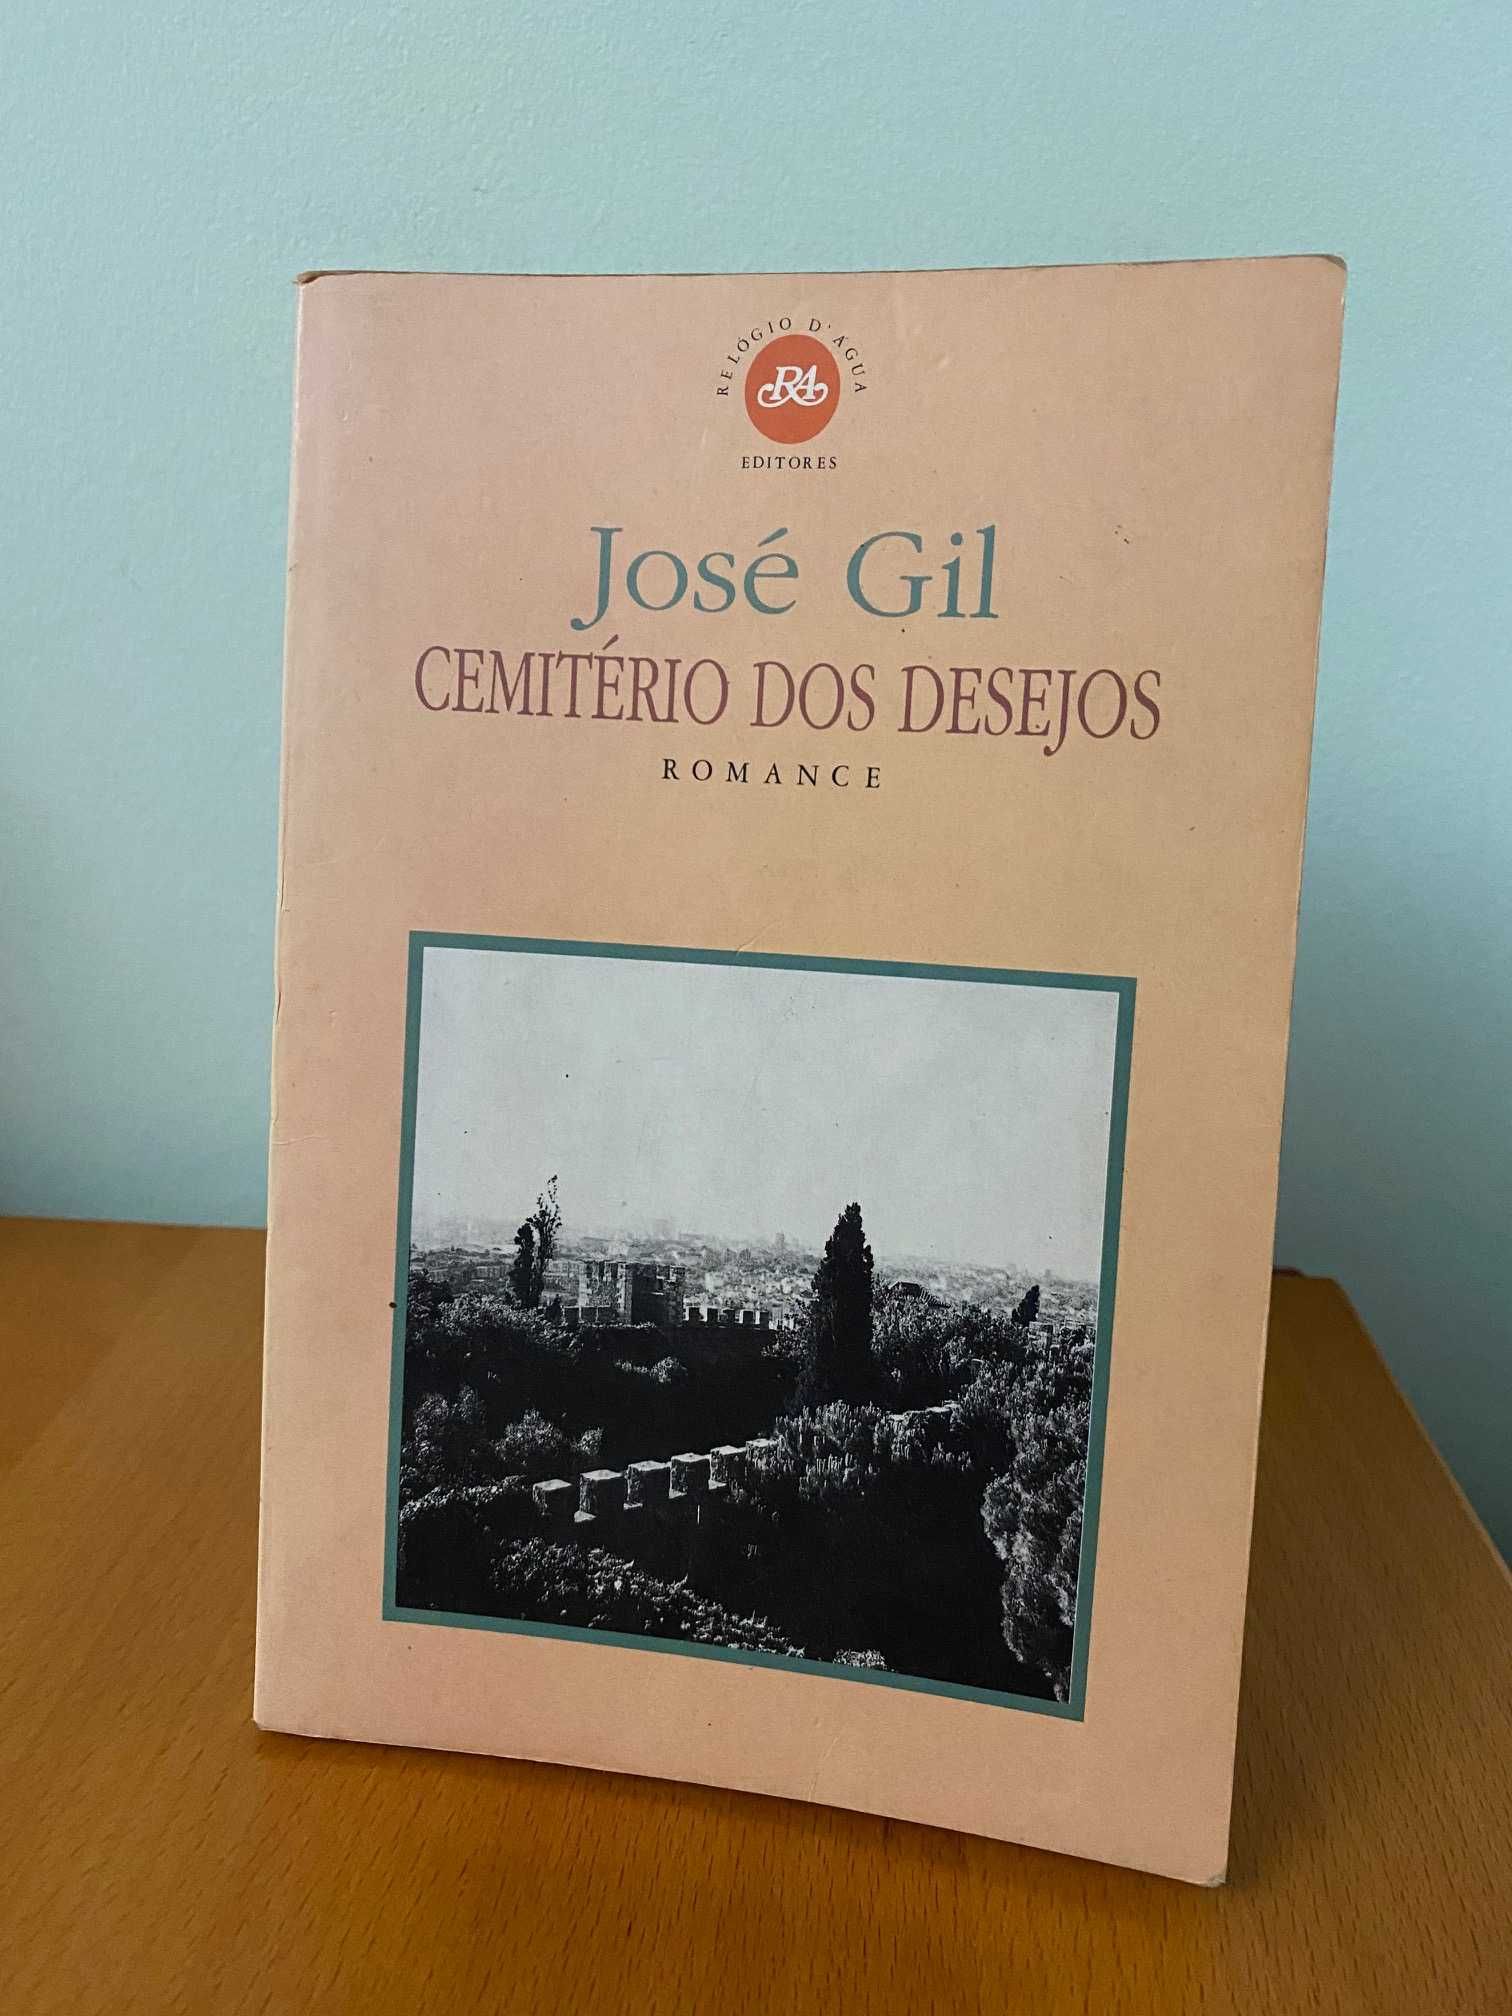 RELÓGIO D'ÁGUA
RA
EDITORES
José Gil
CEMITÉRIO DOS DESEJOS
ROMANCE